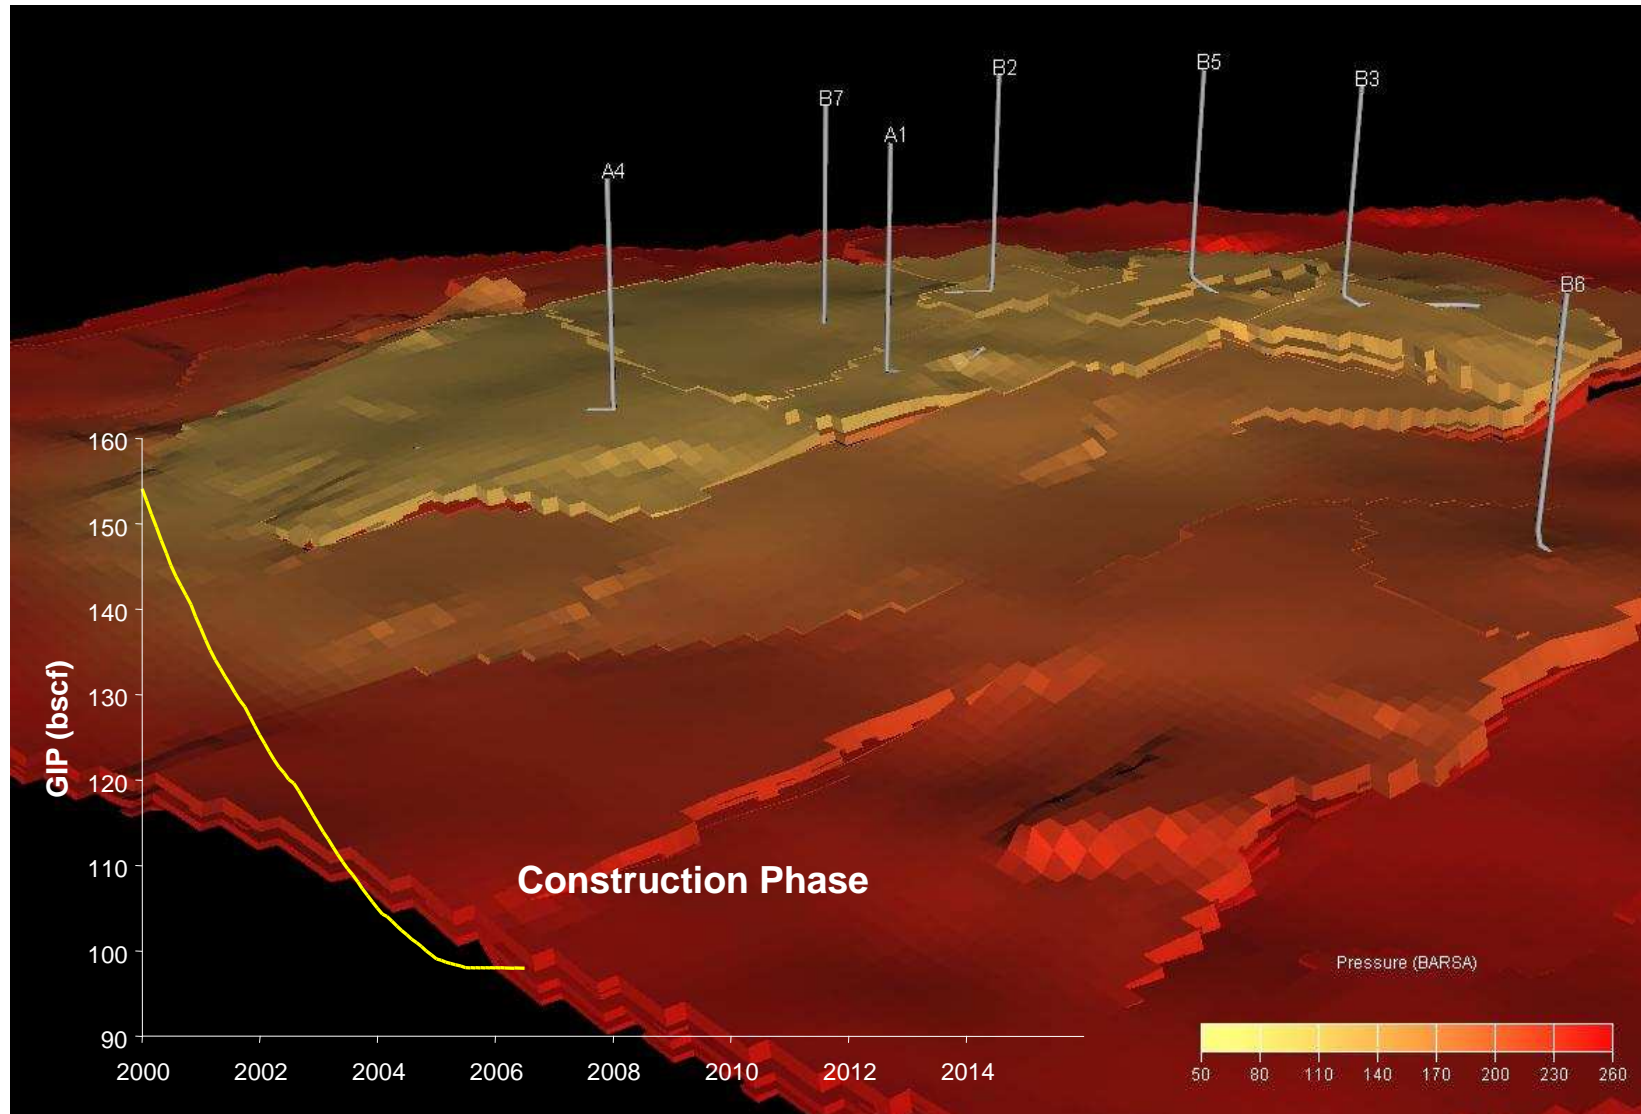 B2
B5
B3
B7
A1
A4
B6
160
150
140
130
120
110
100
90
GIP (bscf)
Construction Phase
2000 2002 2004 2006 2008 2010 2012 2014
Pressure (BARSA)
50 80 110 140 170 200 230 260